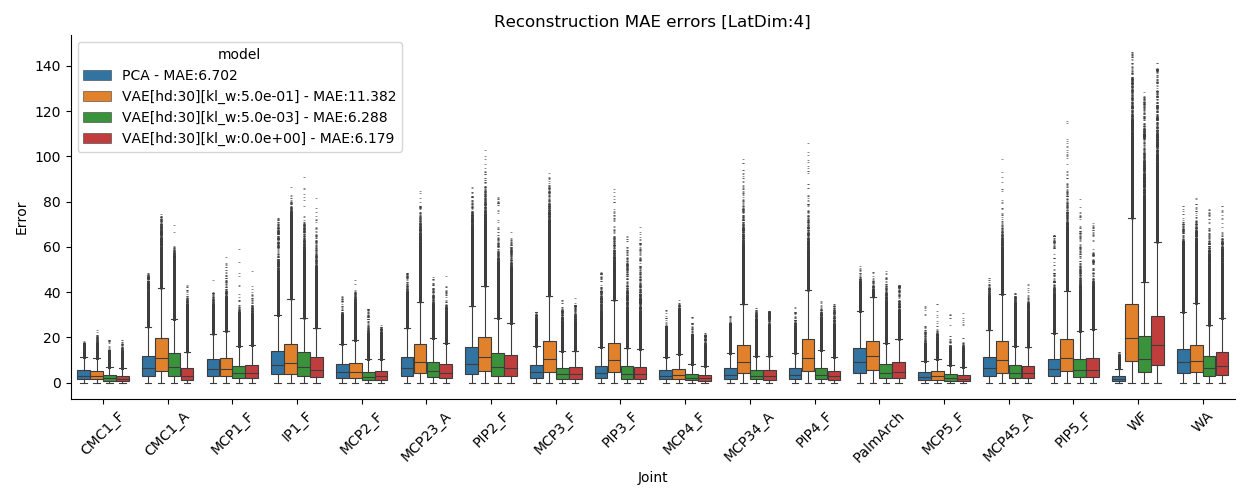 Reconstruction MAE errors [LatDim:4]
model
PCA - MAE:6.702
VAE[hd:30][kl_w:5.0e-01] - MAE:11.382
VAE[hd:30][kl_w:5.0e-03] - MAE:6.288
VAE[hd:30][kl_w:0.0e+00] - MAE:6.179
Error
140
120
100
80
60
40
20
0
CMC1_F
CMC1_A
MCP1_F
IP1_F
MCP2_F
MCP23_A
PIP2_F
MCP3_F
PIP3_F
MCP4_F
MCP34_A
PIP4_F
PalmArch
MCP5_F
MCP45_A
PIP5_F
WF
WA
Joint